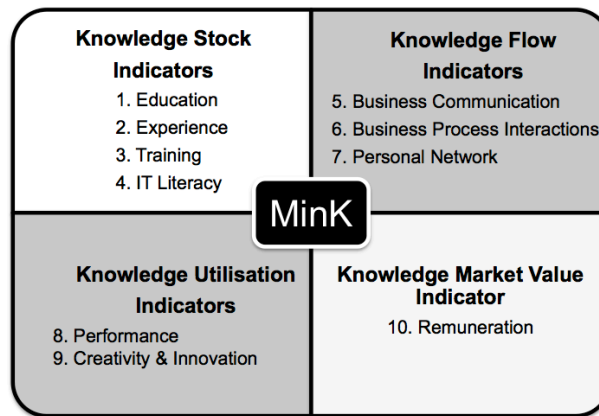 Knowledge Stock
Indicators
1. Education
2. Experience
3. Training
4. IT Literacy
Knowledge Flow
Indicators
5. Business Communication
6. Business Process Interactions
7. Personal Network
MinK
Knowledge Utilisation
Indicators
8. Performance
9. Creativity & Innovation
Knowledge Market Value
Indicator
10. Remuneration